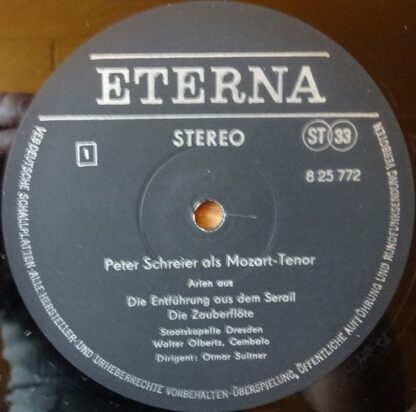 ETERNA
STEREO
ST 33
1
8 25 772
Peter Schreier als Mozart-Tenor
Arien aus
Die Entführung aus dem Serail
Die Zauberflöte
Staatskapelle Dresden
Walter Olbertz, Cembalo
Dirigent: Otmar Suitner
VEB DEUTSCHE SCHALLPLATTEN · ALLE HERSTELLER- UND URHEBERRECHTE VORBEHALTEN · ÜBERSPIELUNG, ÖFFENTLICHE AUFFÜHRUNG UND RUNDFUNKSENDUNG VERBOTEN